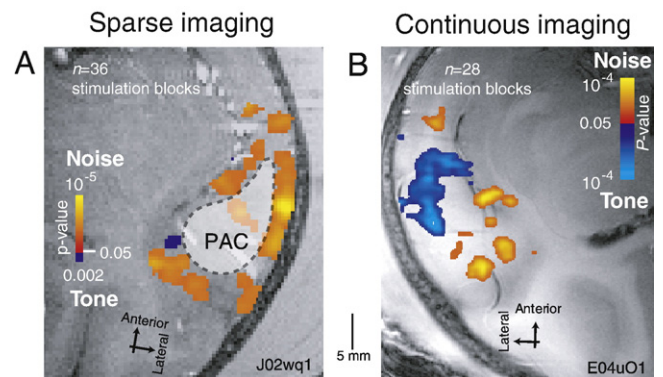 Sparse imaging
Continuous imaging
A
n=36
stimulation blocks
Noise
10-5
p-value
0.05
0.002
Tone
PAC
Anterior
Lateral
J02wq1
5 mm
B
n=28
stimulation blocks
Noise
10-4
0.05
P-value
10-4
Tone
Lateral
Anterior
E04uO1